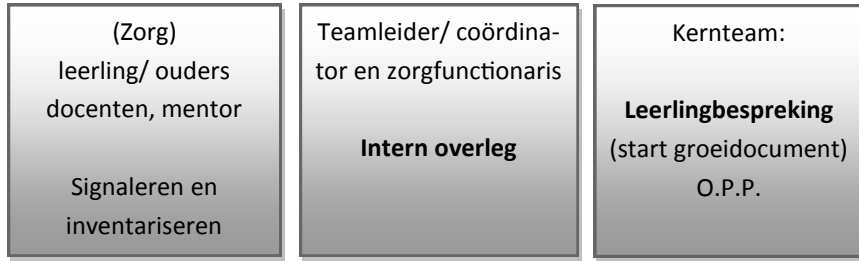 (Zorg)
leerling/ ouders
docenten, mentor
Signaleren en
inventariseren
Teamleider/ coördina-
tor en zorgfunctionaris
Intern overleg
Kernteam:
Leerlingbespreking
(start groeidocument)
O.P.P.